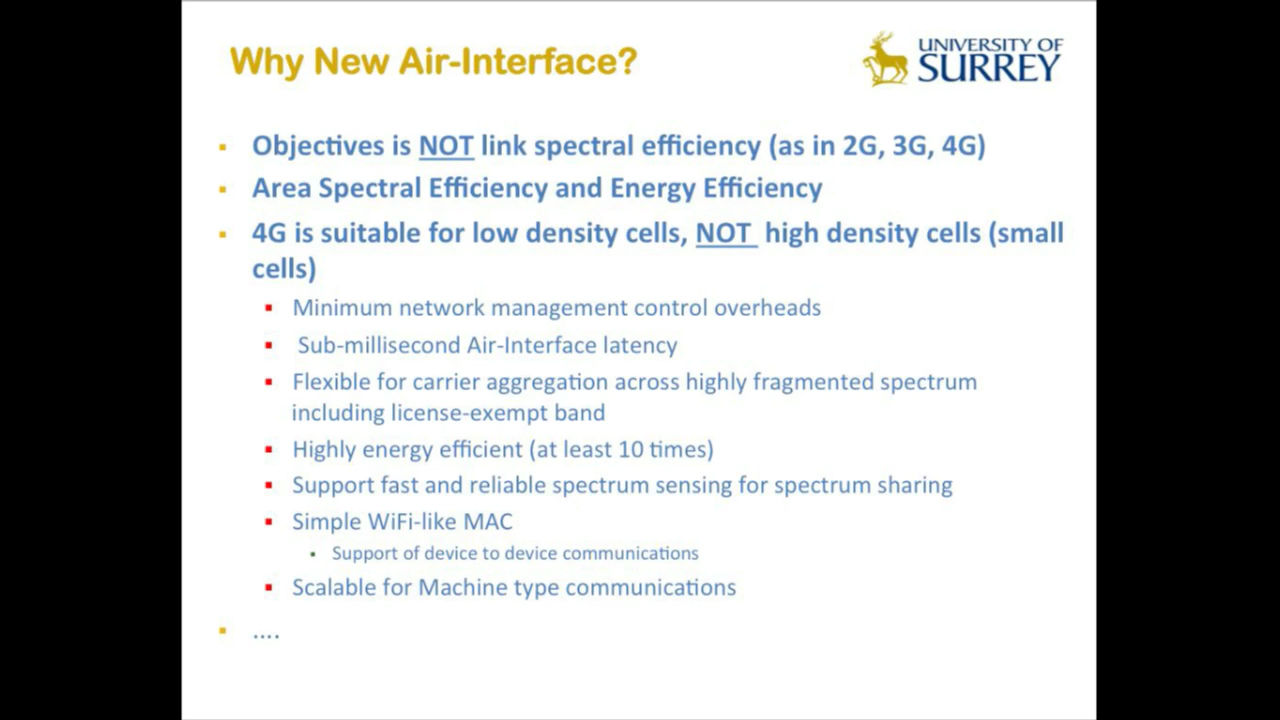 Why New Air-Interface?
UNIVERSITY OF
SURREY
Objectives is NOT link spectral efficiency (as in 2G, 3G, 4G)
Area Spectral Efficiency and Energy Efficiency
4G is suitable for low density cells, NOT high density cells (small
cells)
Minimum network management control overheads
Sub-millisecond Air-Interface latency
Flexible for carrier aggregation across highly fragmented spectrum
including license-exempt band
Highly energy efficient (at least 10 times)
Support fast and reliable spectrum sensing for spectrum sharing
Simple WiFi-like MAC
Support of device to device communications
Scalable for Machine type communications
....